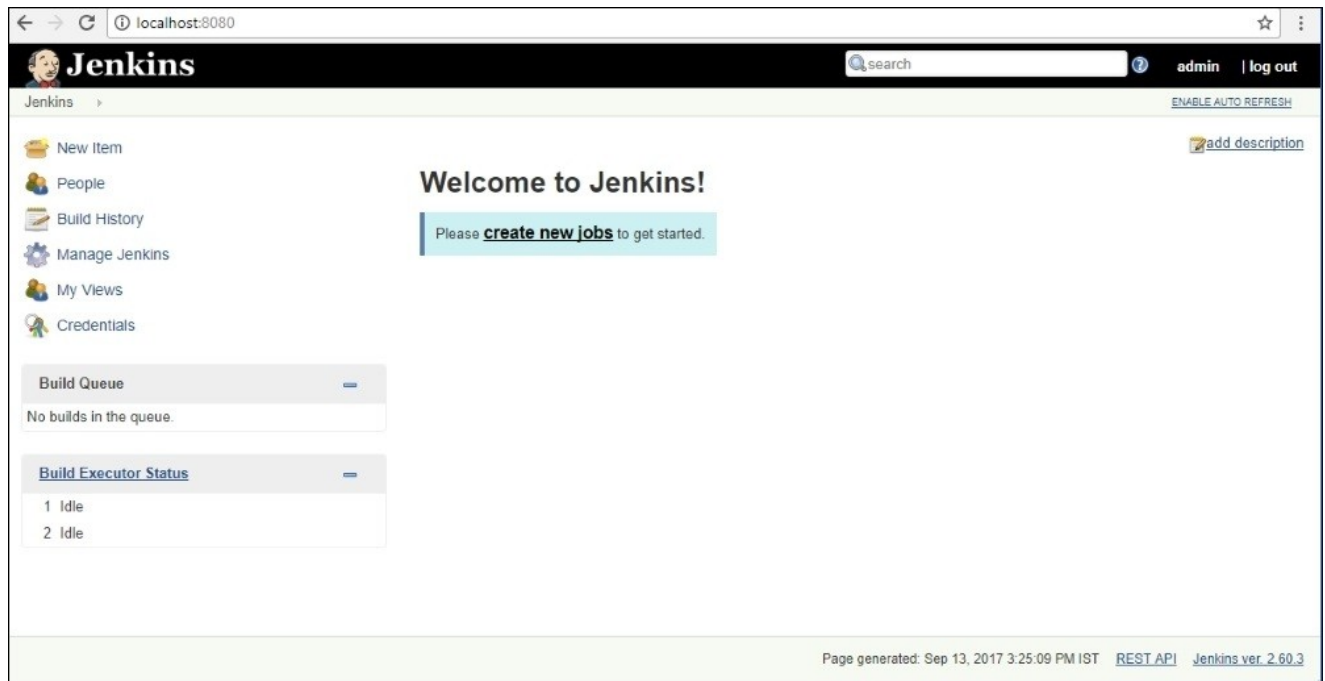 localhost:8080
Jenkins
search
admin | log out
Jenkins
ENABLE AUTO REFRESH
New Item
People
Build History
Manage Jenkins
My Views
Credentials
Build Queue
No builds in the queue.
Build Executor Status
1 Idle
2 Idle
add description
Welcome to Jenkins!
Please create new jobs to get started.
Page generated: Sep 13, 2017 3:25:09 PM IST REST API Jenkins ver. 2.60.3